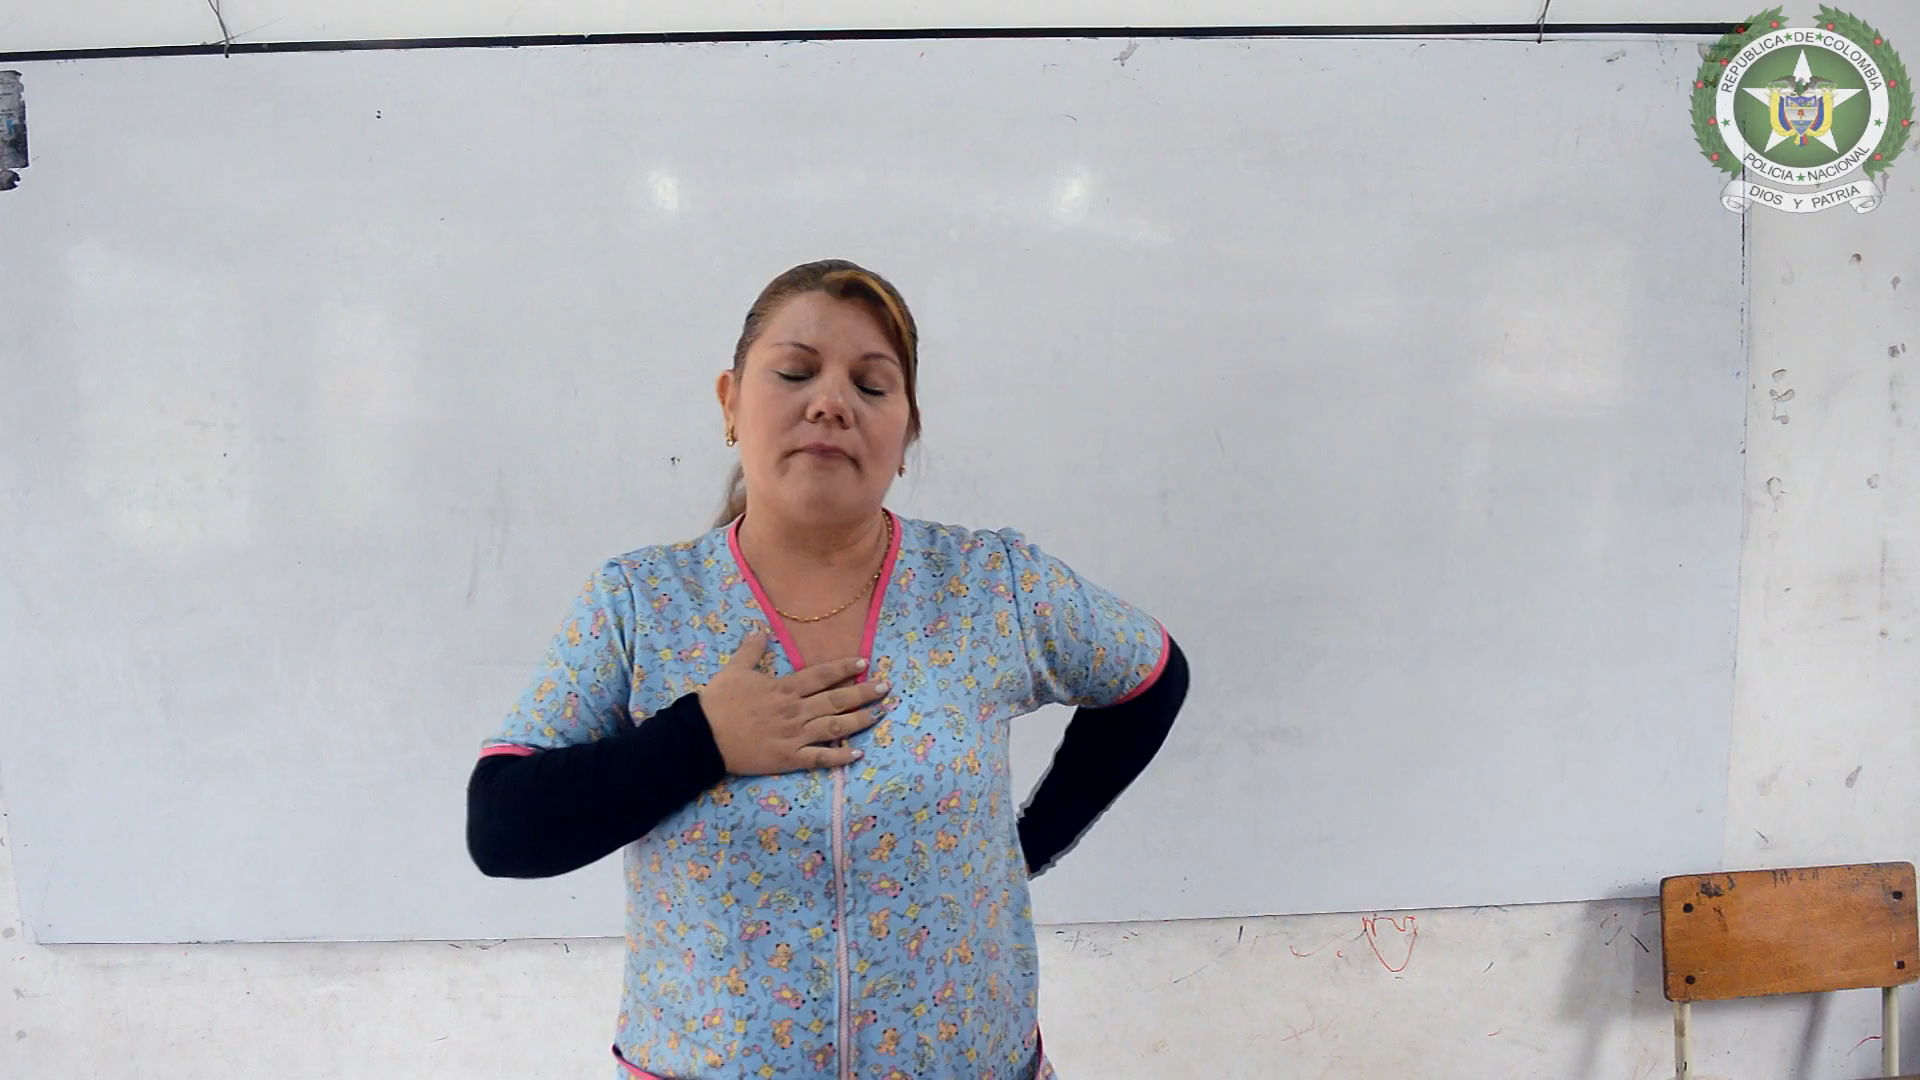 REPUBLICA★DE★COLOMBIA
POLICIA★NACIONAL
DIOS Y PATRIA